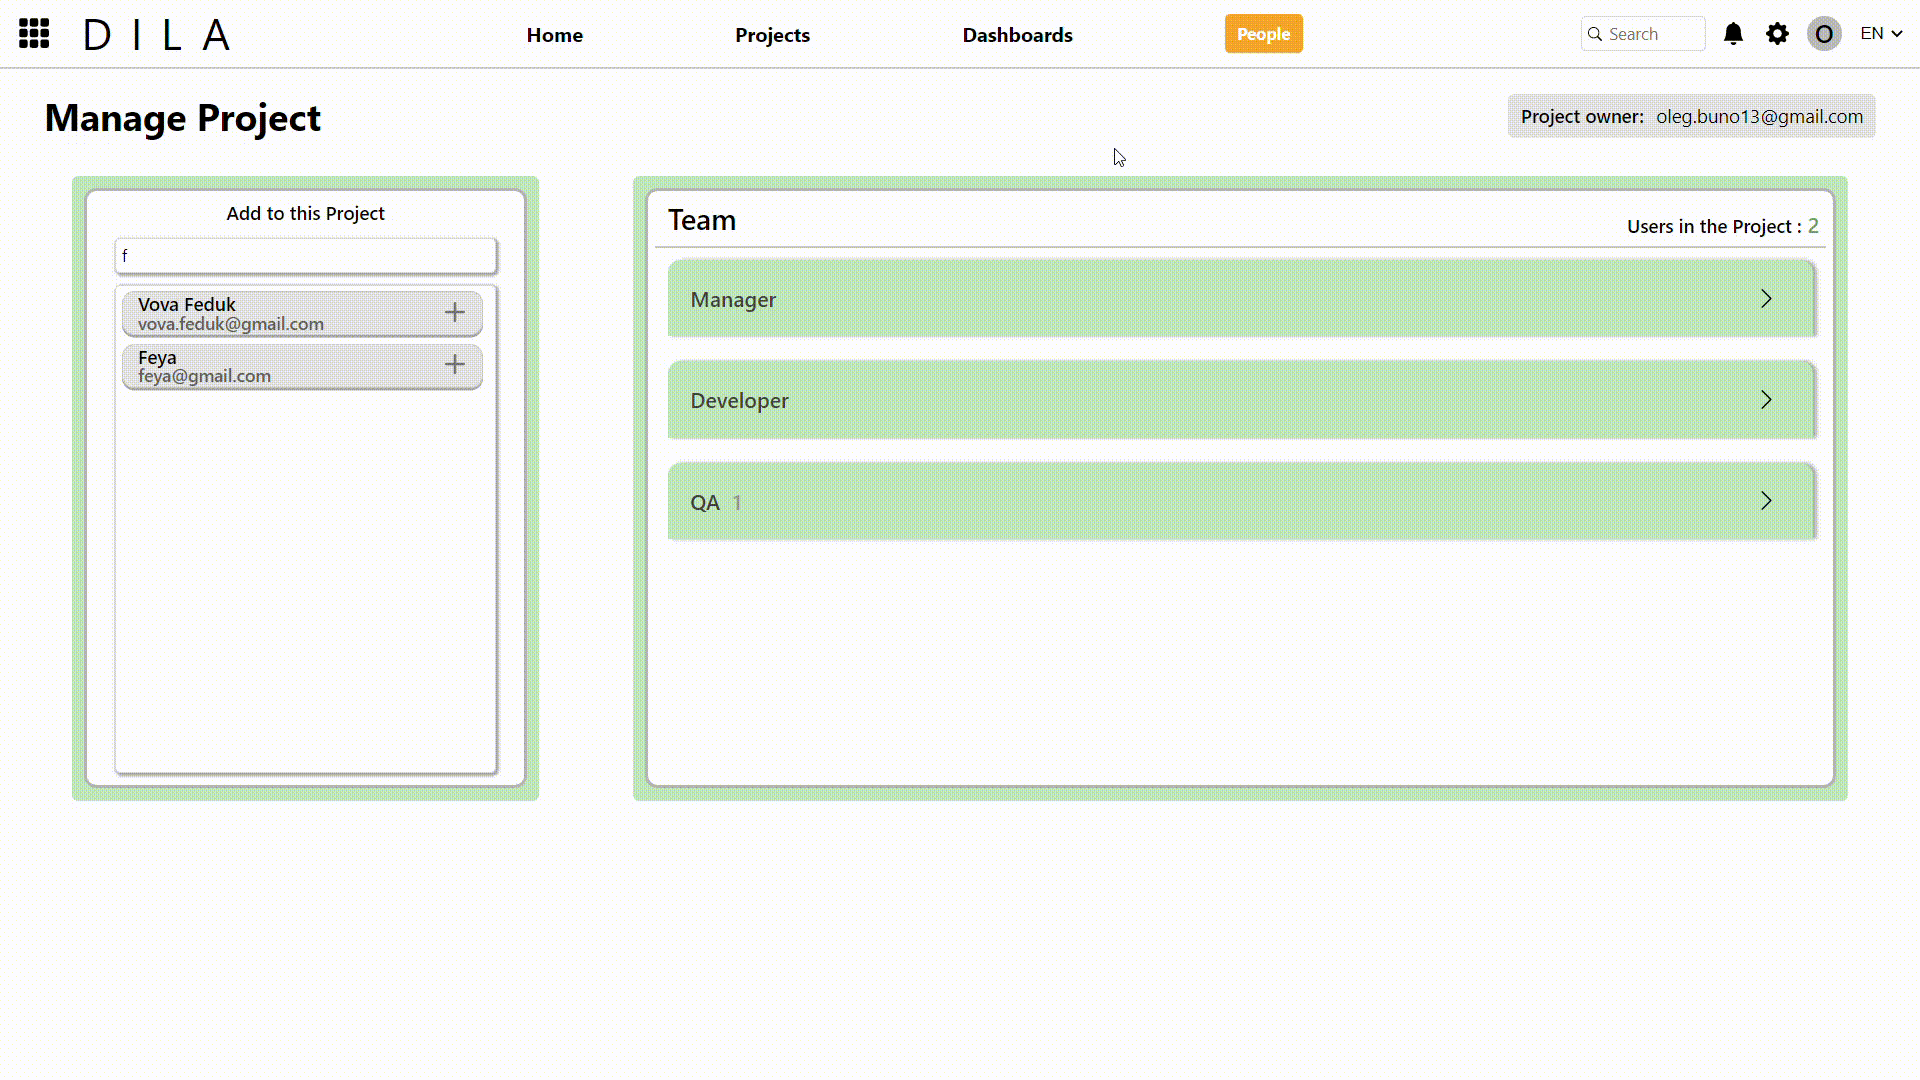 D I L A
Home
Projects
Dashboards
People
Search
O
EN
Manage Project
Project owner: oleg.buno13@gmail.com
Add to this Project
f
Vova Feduk
vova.feduk@gmail.com
Feya
feya@gmail.com
Team
Users in the Project : 2
Manager
Developer
QA 1